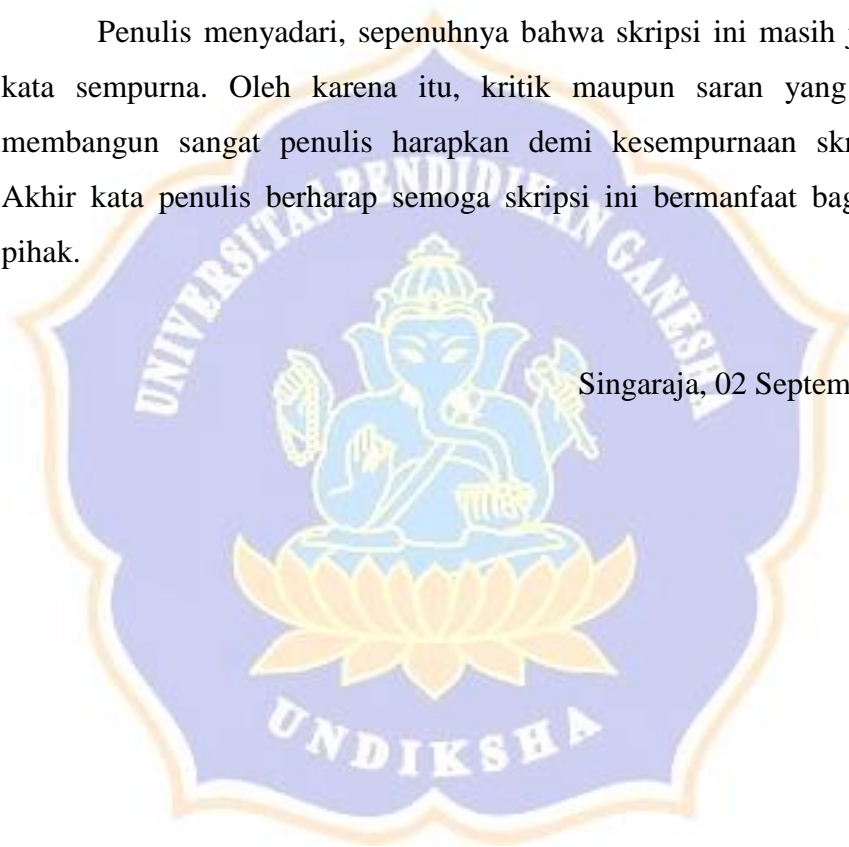 Penulis menyadari, sepenuhnya bahwa skripsi ini masih j
kata sempurna. Oleh karena itu, kritik maupun saran yang
membangun sangat penulis harapkan demi kesempurnaan skr
Akhir kata penulis berharap semoga skripsi ini bermanfaat bag
pihak.
UNIVERSITAS PENDIDIKAN GANESHA
Singaraja, 02 Septem
UNDIKSHA